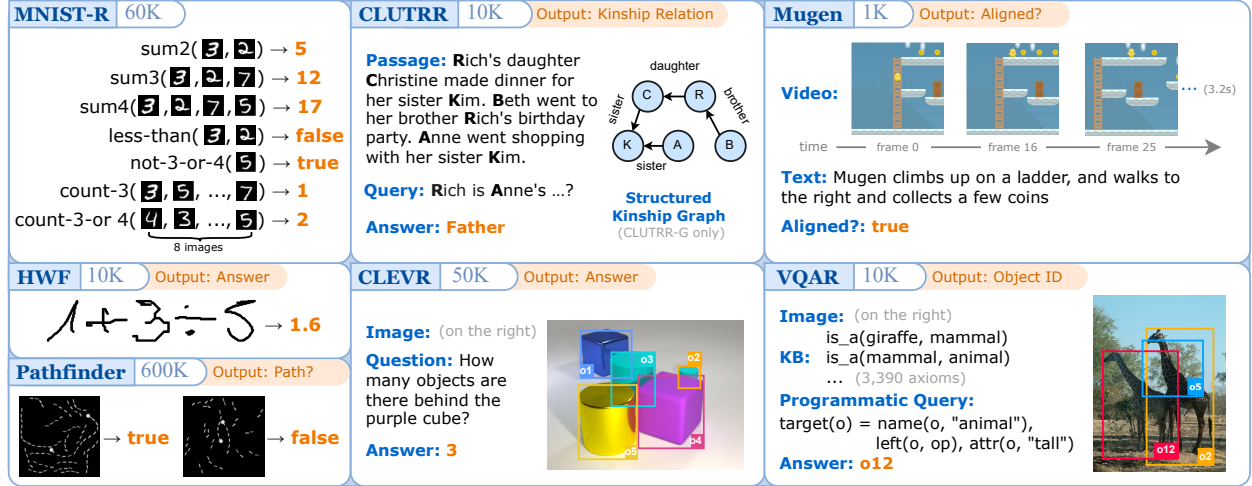 MNIST-R 60K
sum2( 3 , 2 ) → 5
sum3( 3 , 2 , 7 ) → 12
sum4( 3 , 2 , 7 , 5 ) → 17
less-than( 3 , 2 ) → false
not-3-or-4( 5 ) → true
count-3( 3 , 5 , ..., 7 ) → 1
count-3-or 4( 4 , 3 , ..., 5 ) → 2
8 images
CLUTRR 10K Output: Kinship Relation
Passage: Rich's daughter
Christine made dinner for
her sister Kim. Beth went to
her brother Rich's birthday
party. Anne went shopping
with her sister Kim.
Query: Rich is Anne's ...?
Answer: Father
daughter
C R
sister
brother
K A B
sister
Structured
Kinship Graph
(CLUTRR-G only)
Mugen 1K Output: Aligned?
Video:
... (3.2s)
time frame 0 frame 16 frame 25
Text: Mugen climbs up on a ladder, and walks to
the right and collects a few coins
Aligned?: true
HWF 10K Output: Answer
1 + 3 ÷ 5 → 1.6
Pathfinder 600K Output: Path?
→ true
→ false
CLEVR 50K Output: Answer
Image: (on the right)
Question: How
many objects are
there behind the
purple cube?
Answer: 3
o1
o3
o2
o4
o5
VQAR 10K Output: Object ID
Image: (on the right)
is_a(giraffe, mammal)
KB: is_a(mammal, animal)
... (3,390 axioms)
Programmatic Query:
target(o) = name(o, "animal"),
left(o, op), attr(o, "tall")
Answer: o12
o5
o12
o2